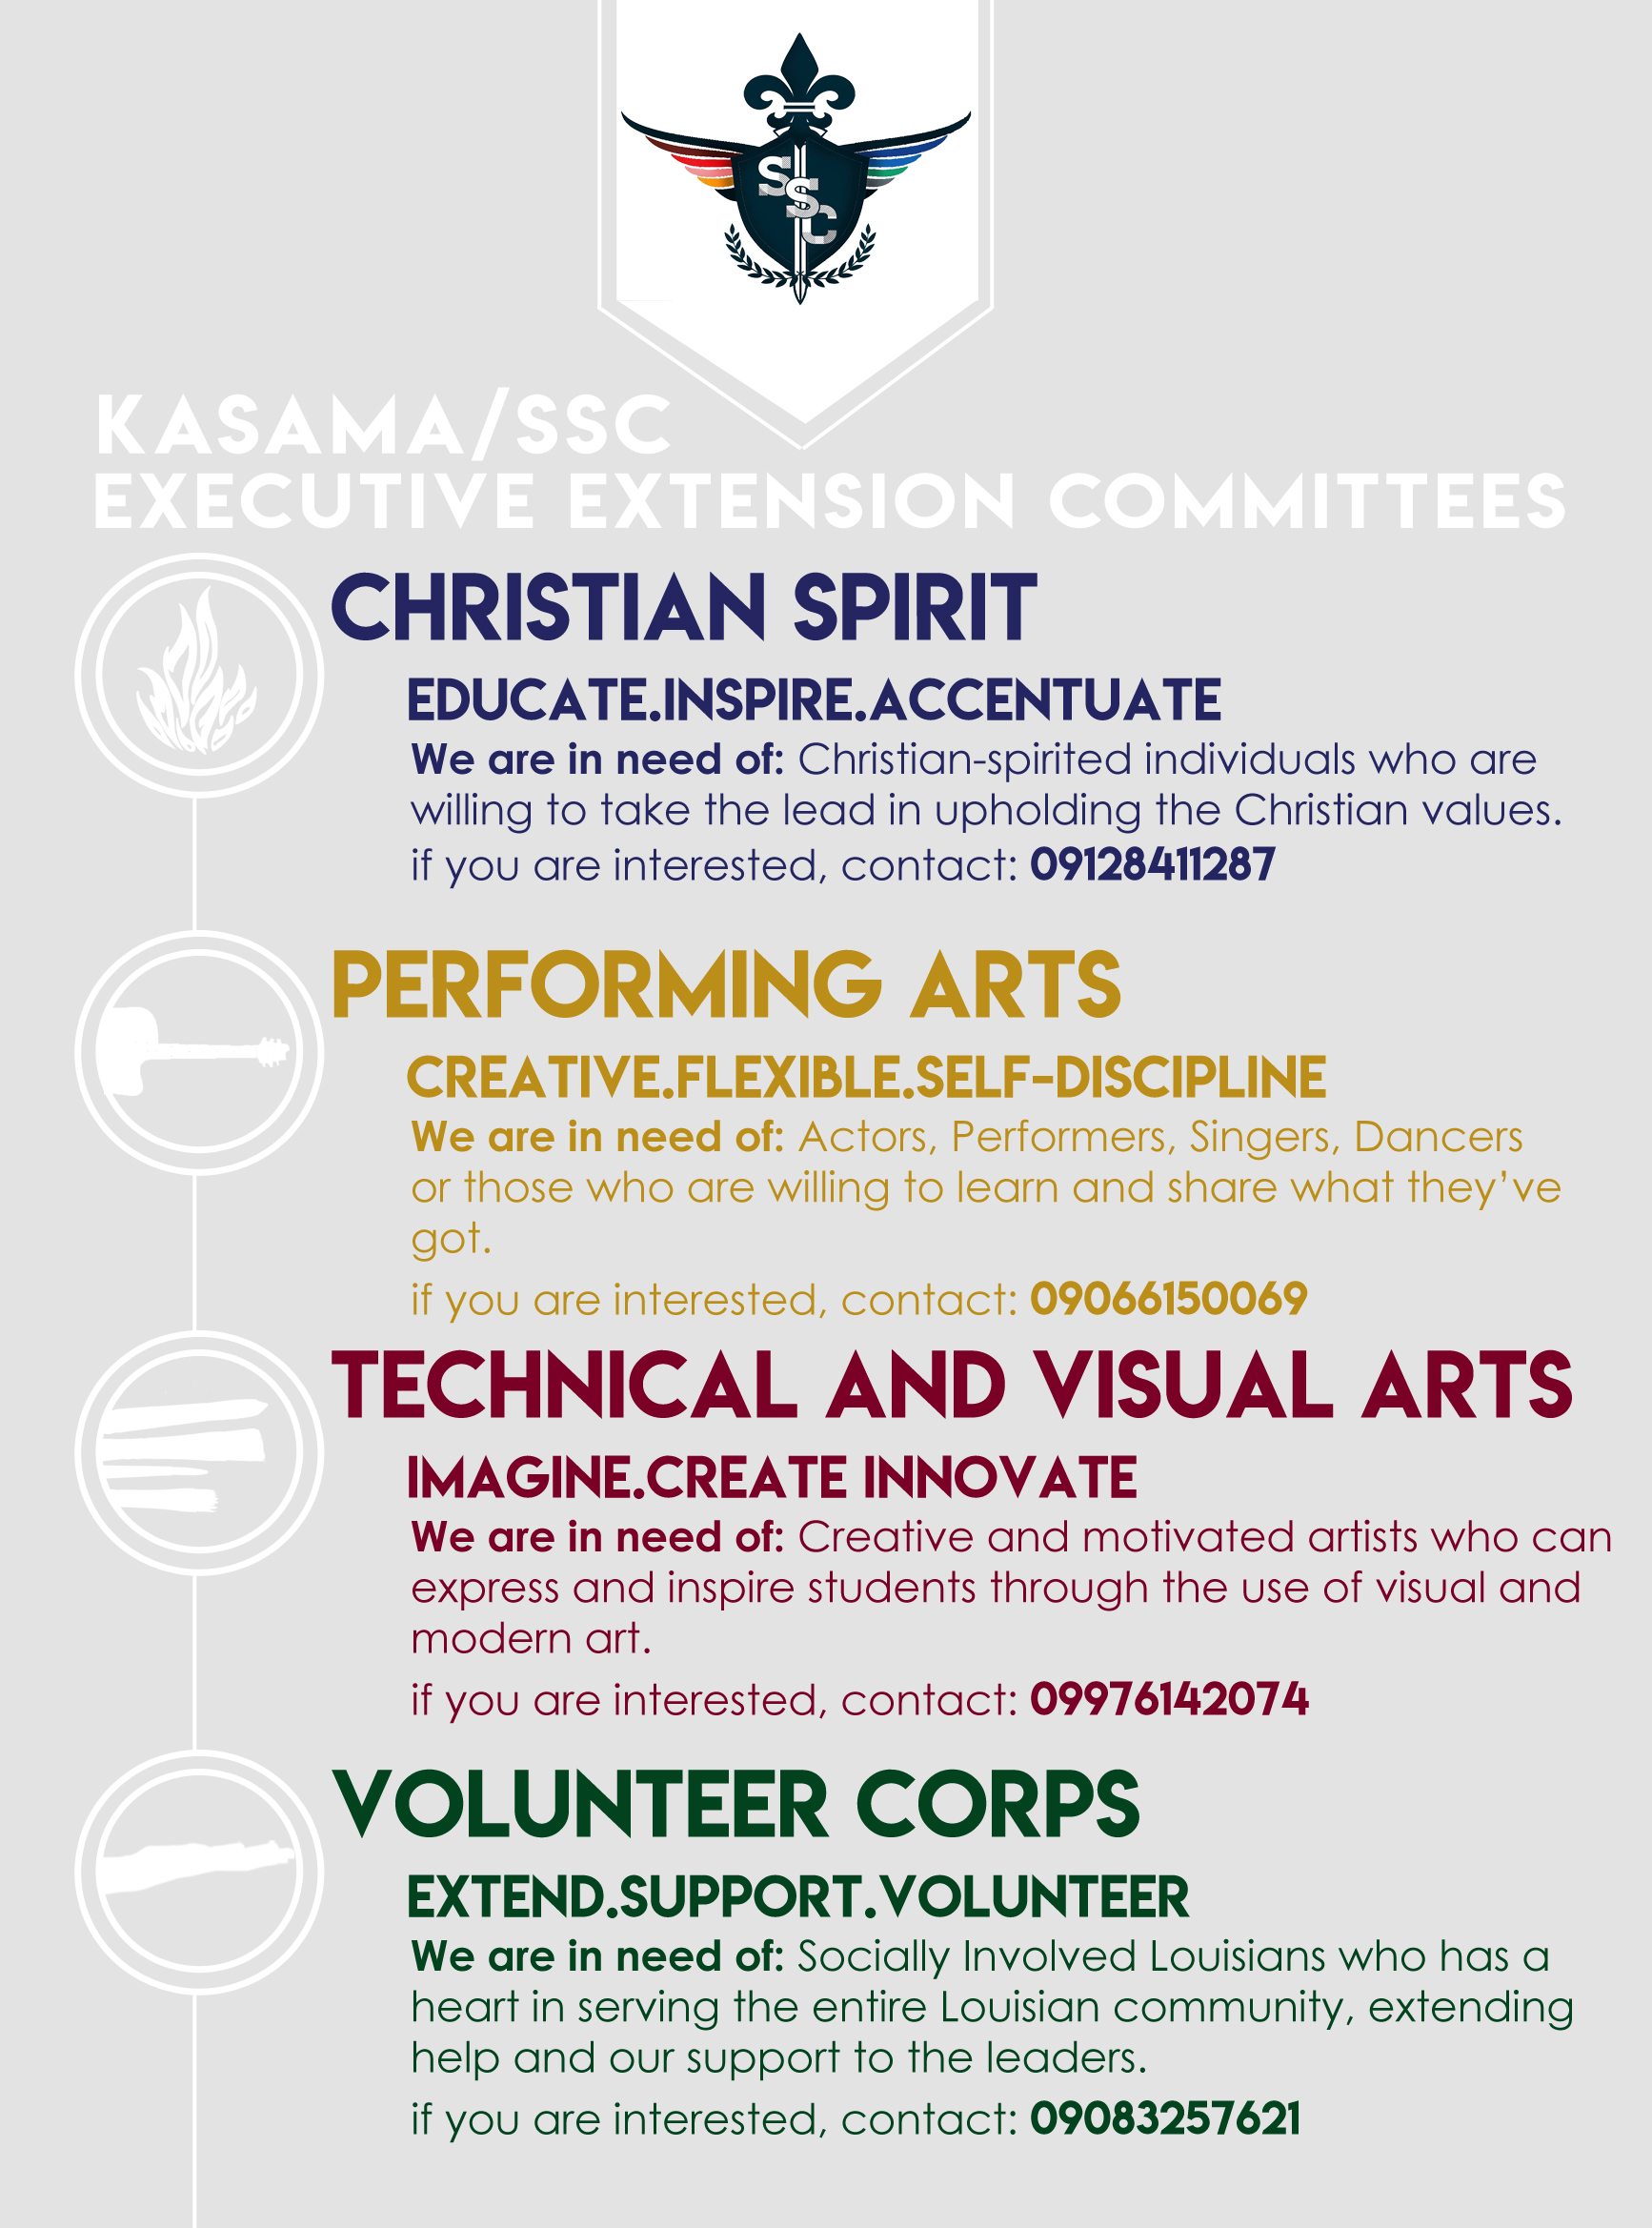 SSC
KASAMA/SSC
EXECUTIVE EXTENSION COMMITTEES
CHRISTIAN SPIRIT
EDUCATE.INSPIRE.ACCENTUATE
We are in need of: Christian-spirited individuals who are
willing to take the lead in upholding the Christian values.
if you are interested, contact: 09128411287
PERFORMING ARTS
CREATIVE.FLEXIBLE.SELF-DISCIPLINE
We are in need of: Actors, Performers, Singers, Dancers
or those who are willing to learn and share what they’ve
got.
if you are interested, contact: 09066150069
TECHNICAL AND VISUAL ARTS
IMAGINE.CREATE INNOVATE
We are in need of: Creative and motivated artists who can
express and inspire students through the use of visual and
modern art.
if you are interested, contact: 09976142074
VOLUNTEER CORPS
EXTEND.SUPPORT.VOLUNTEER
We are in need of: Socially Involved Louisians who has a
heart in serving the entire Louisian community, extending
help and our support to the leaders.
if you are interested, contact: 09083257621